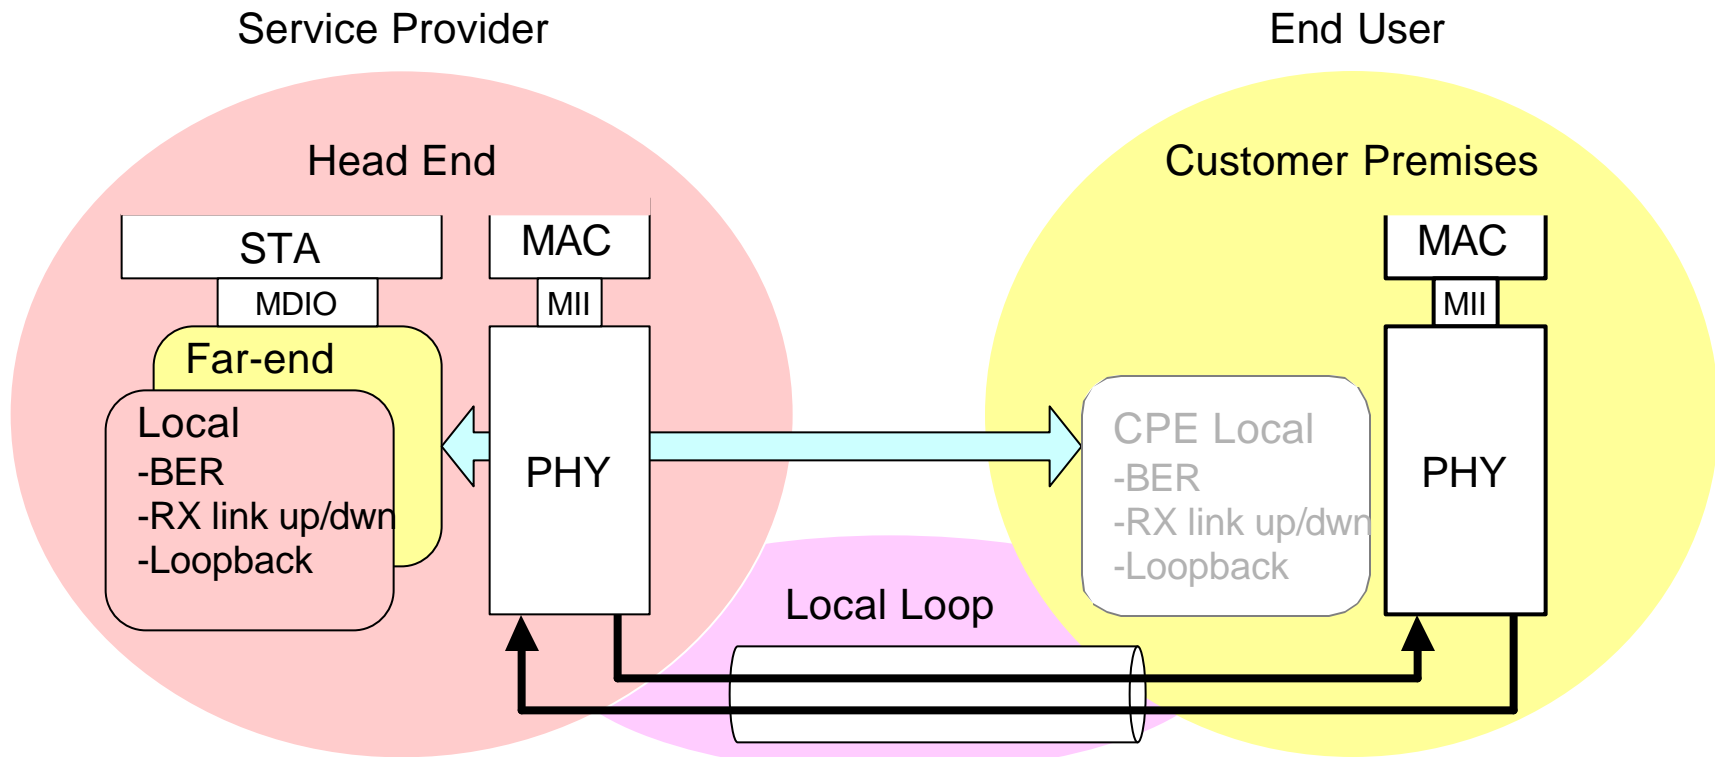 Service Provider
End User
Head End
Customer Premises
STA
MAC
MAC
MDIO
MII
MII
Far-end
Local
-BER
-RX link up/dwn
-Loopback
PHY
CPE Local
-BER
-RX link up/dwn
-Loopback
PHY
Local Loop